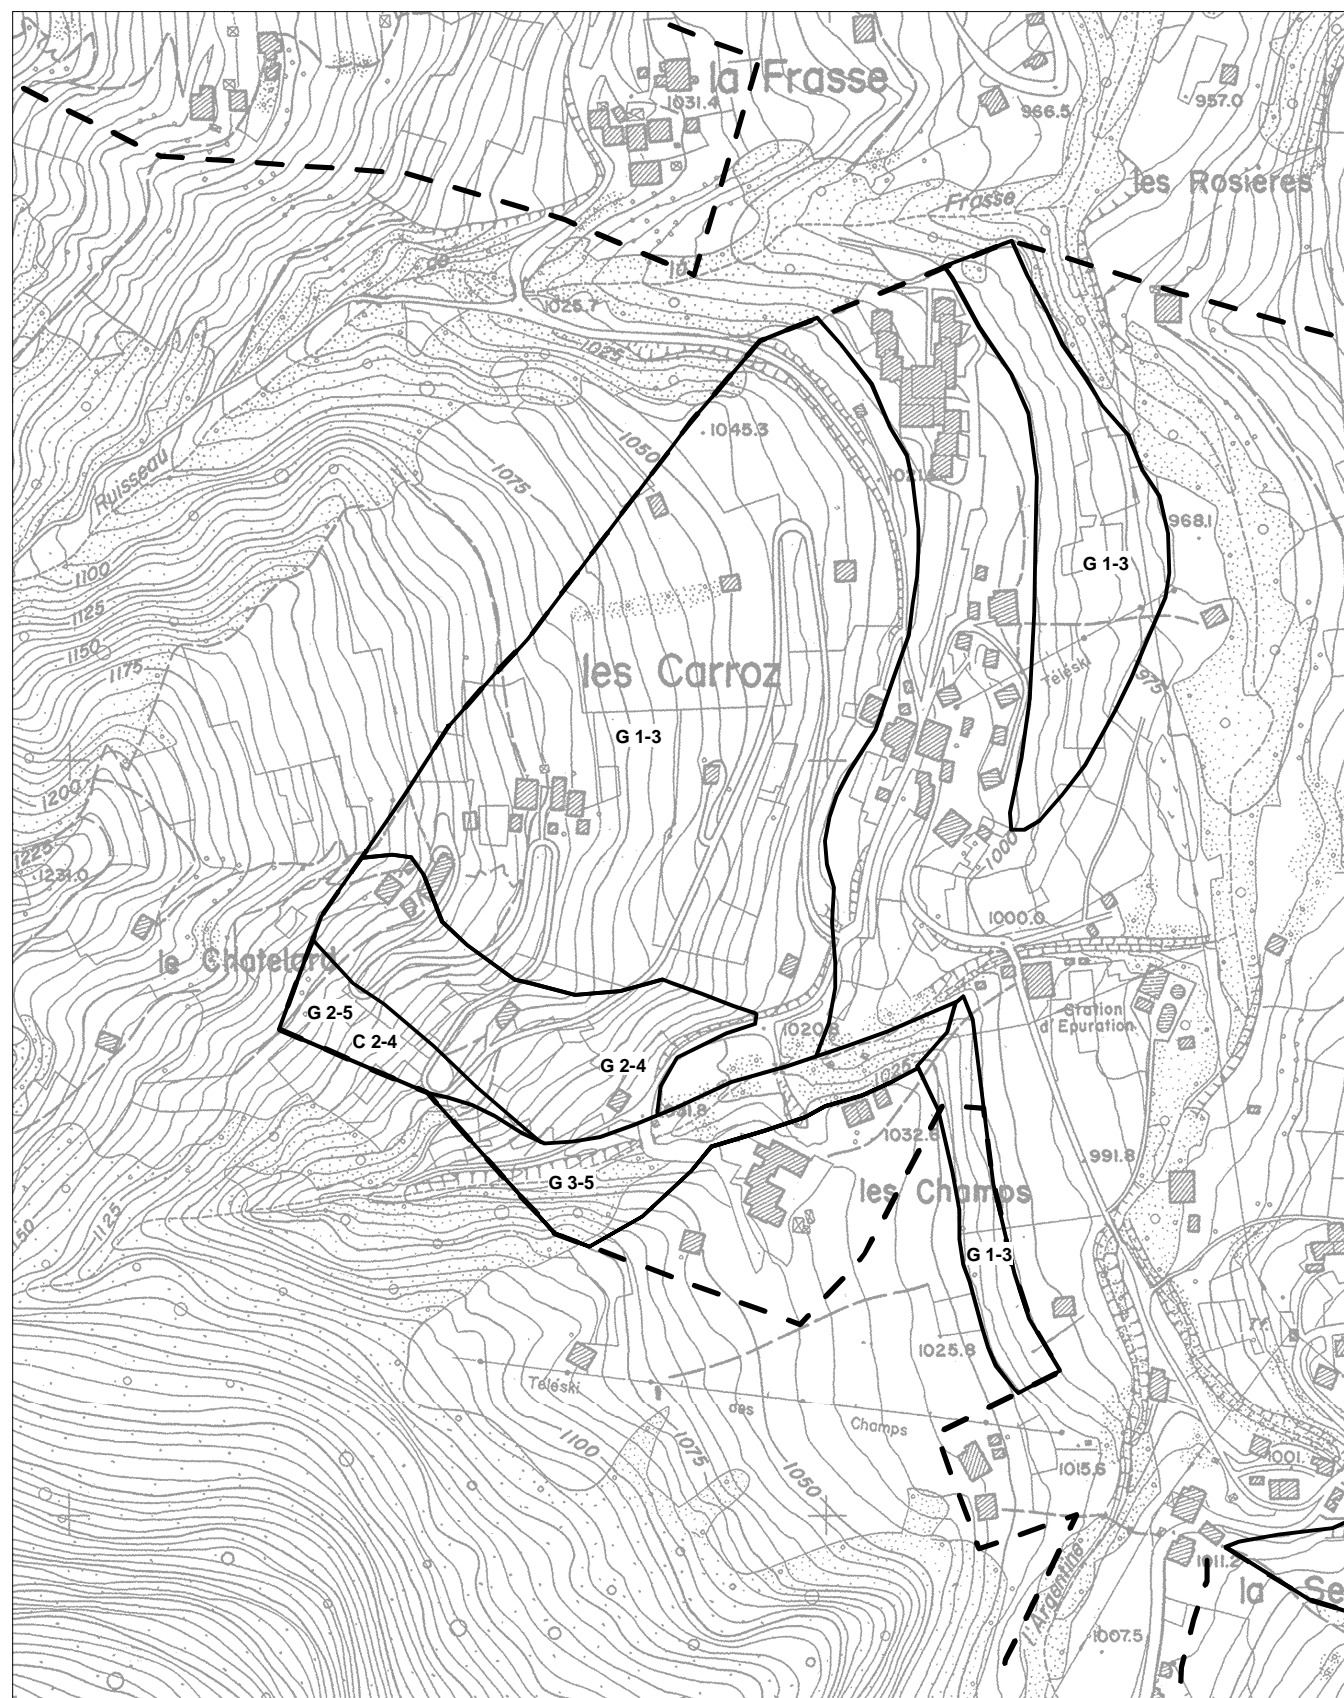 la Frasse
1031.4
966.5
957.0
les Rosières
Frasse
1025.7
1025
1045.3
1050
1075
Ruisseau
968.1
1100
1125
1150
1175
G 1-3
les Carroz
Téléski
975
G 1-3
1200
1225
1231.0
1000
1000.0
le Chatelard
G 2-5
Station
d'Epuration
1020.8
C 2-4
G 2-4
1032.6
991.8
G 3-5
les Champs
1125
G 1-3
1025.8
Téléski
des
Champs
1100
1075
1050
1015.6
1001
1011.2
l'Argentine
la Se
1007.5